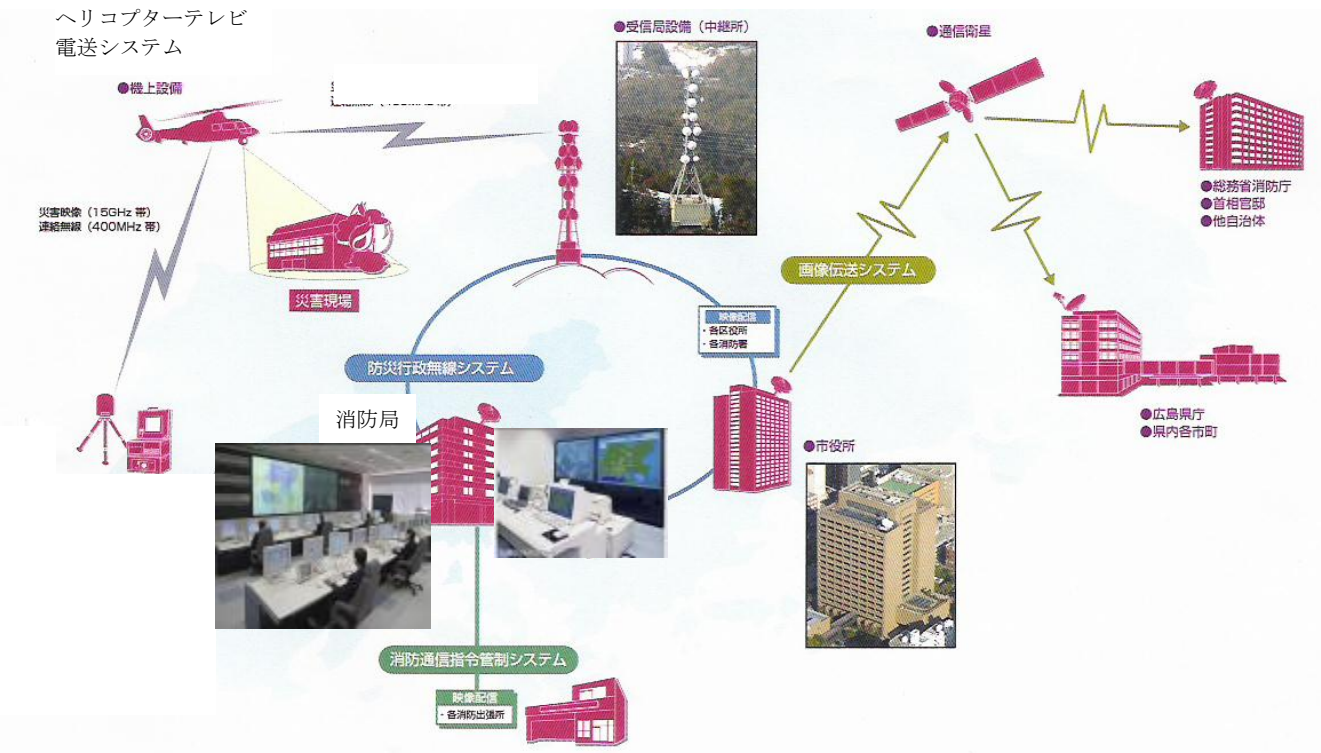 ヘリコプターテレビ
電送システム
●機上設備
●受信局設備（中継所）
●通信衛星
災害映像（15GHz 帯）
連絡無線（400MHz 帯）
災害現場
●総務省消防庁
●首相官邸
●他自治体
画像伝送システム
映像配信
・各区役所
・各消防署
防災行政無線システム
消防局
●市役所
●広島県庁
●県内各市町
消防通信指令管制システム
映像配信
・各消防出張所